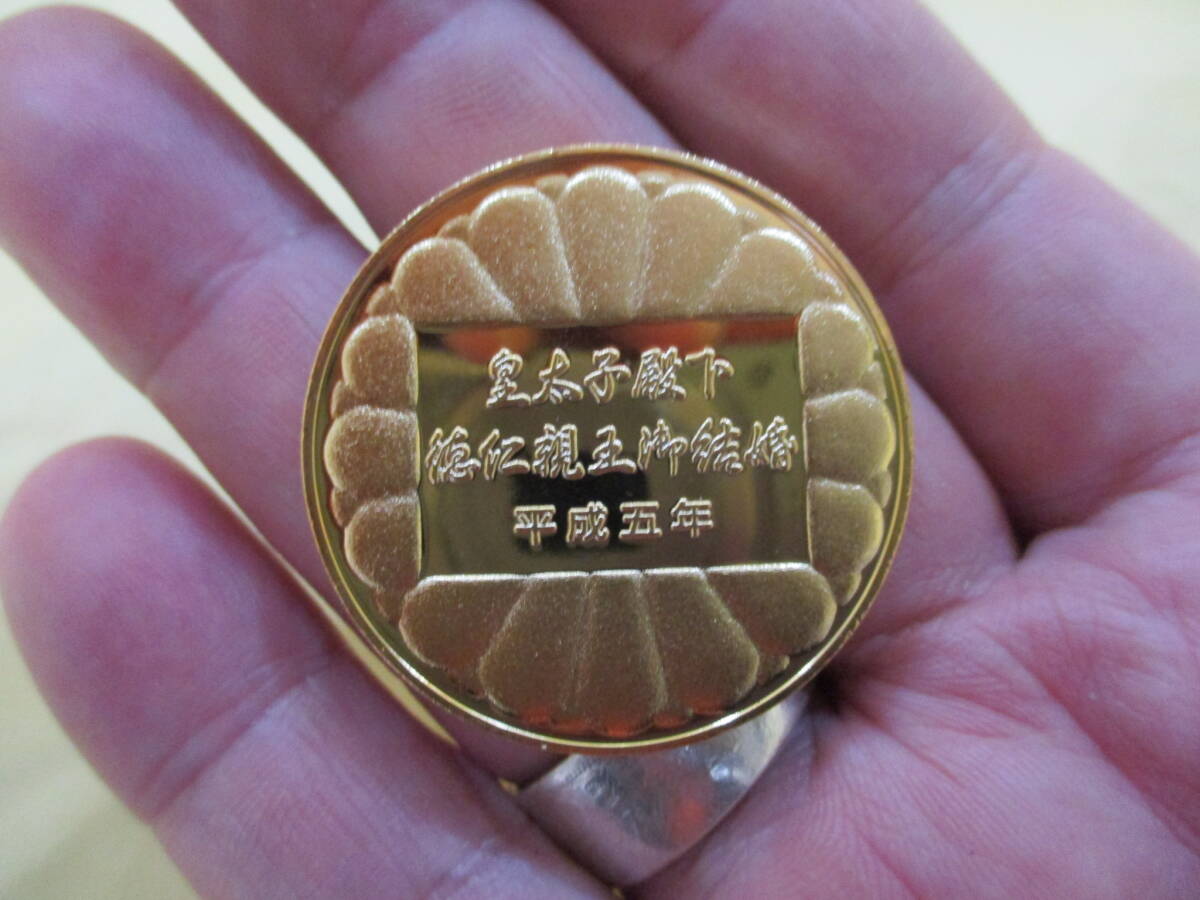 皇太子殿下
徳仁親王御結婚
平成五年